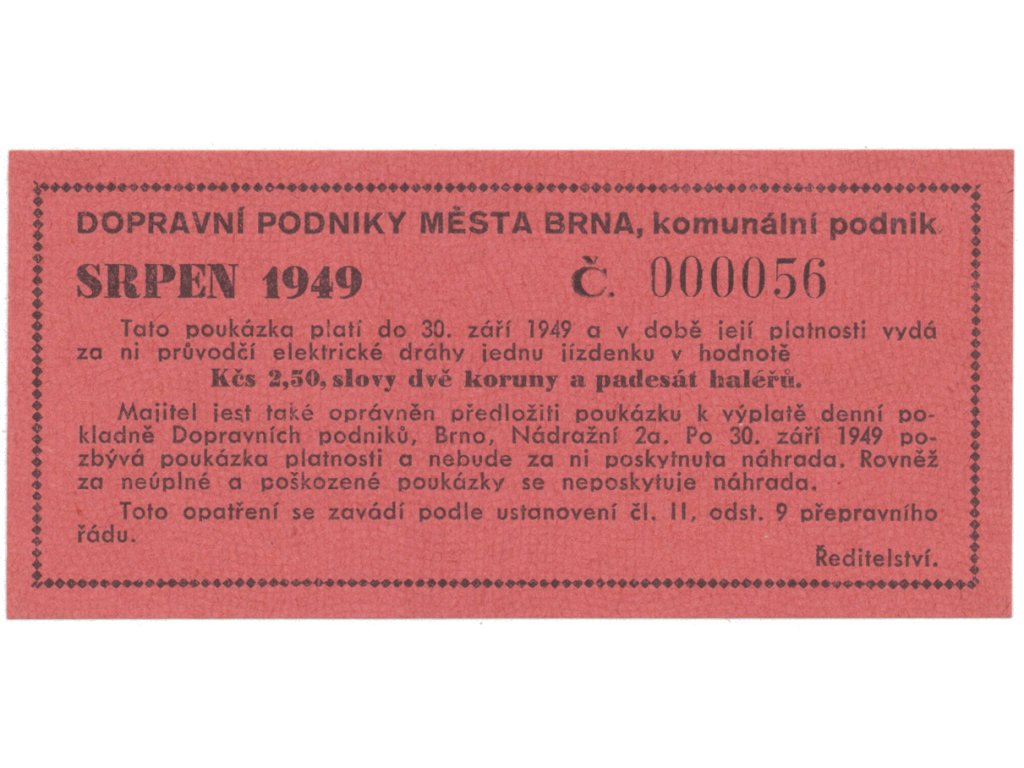 DOPRAVNÍ PODNIKY MĚSTA BRNA, komunální podnik
SRPEN 1949 Č. 000056
Tato poukázka platí do 30. září 1949 a v době její platnosti vydá
za ni průvodčí elektrické dráhy jednu jízdenku v hodnotě
Kčs 2,50, slovy dvě koruny a padesát haléřů.
Majitel jest také oprávněn předložiti poukázku k výplatě denní po-
kladně Dopravních podniků, Brno, Nádražní 2a. Po 30. září 1949 po-
zbývá poukázka platnosti a nebude za ni poskytnuta náhrada. Rovněž
za neúplné a poškozené poukázky se neposkytuje náhrada.
Toto opatření se zavádí podle ustanovení čl. II, odst. 9 přepravního
řádu.
Ředitelství.